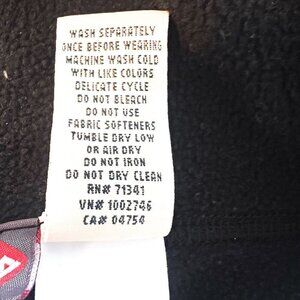 WASH SEPARATELY
ONCE BEFORE WEARING
MACHINE WASH COLD
WITH LIKE COLORS
DELICATE CYCLE
DO NOT BLEACH
DO NOT USE
FABRIC SOFTENERS
TUMBLE DRY LOW
OR AIR DRY
DO NOT IRON
DO NOT DRY CLEAN
RN# 71341
VN# 1002746
CA# 04754